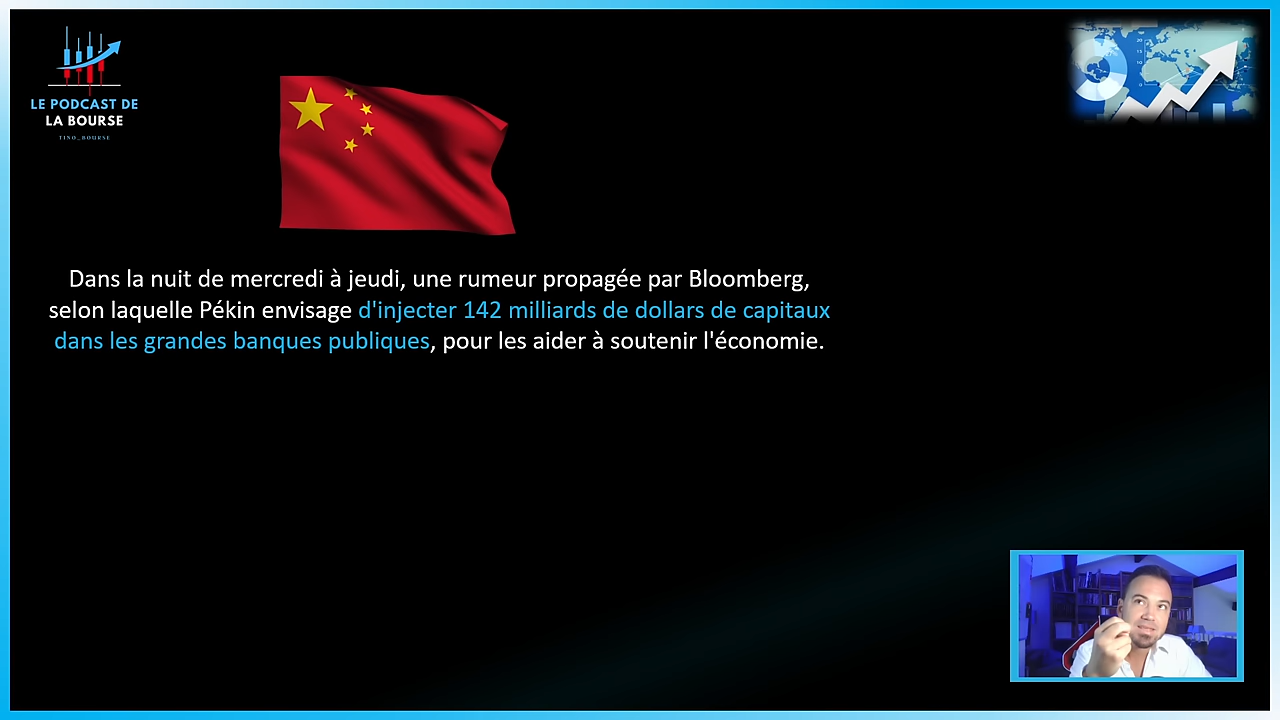 LE PODCAST DE
LA BOURSE
TINO_BOURSE
Dans la nuit de mercredi à jeudi, une rumeur propagée par Bloomberg,
selon laquelle Pékin envisage d'injecter 142 milliards de dollars de capitaux
dans les grandes banques publiques, pour les aider à soutenir l'économie.